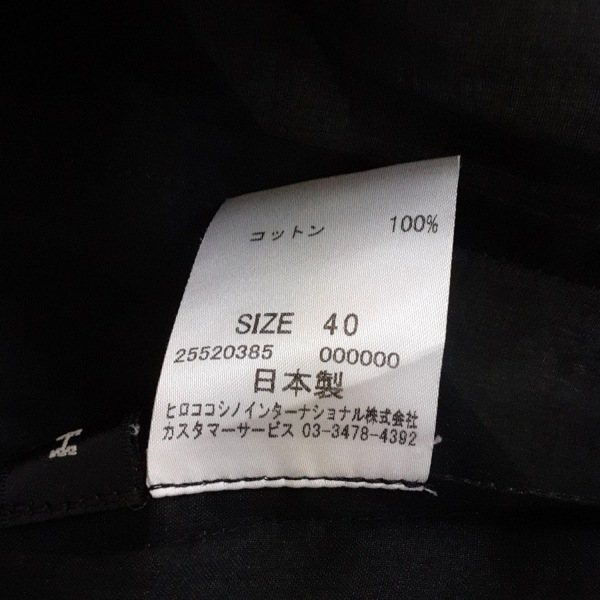 コットン 100%
SIZE 40
25520385 000000
日本製
ヒロココシノインターナショナル株式会社
カスタマーサービス 03-3478-4392